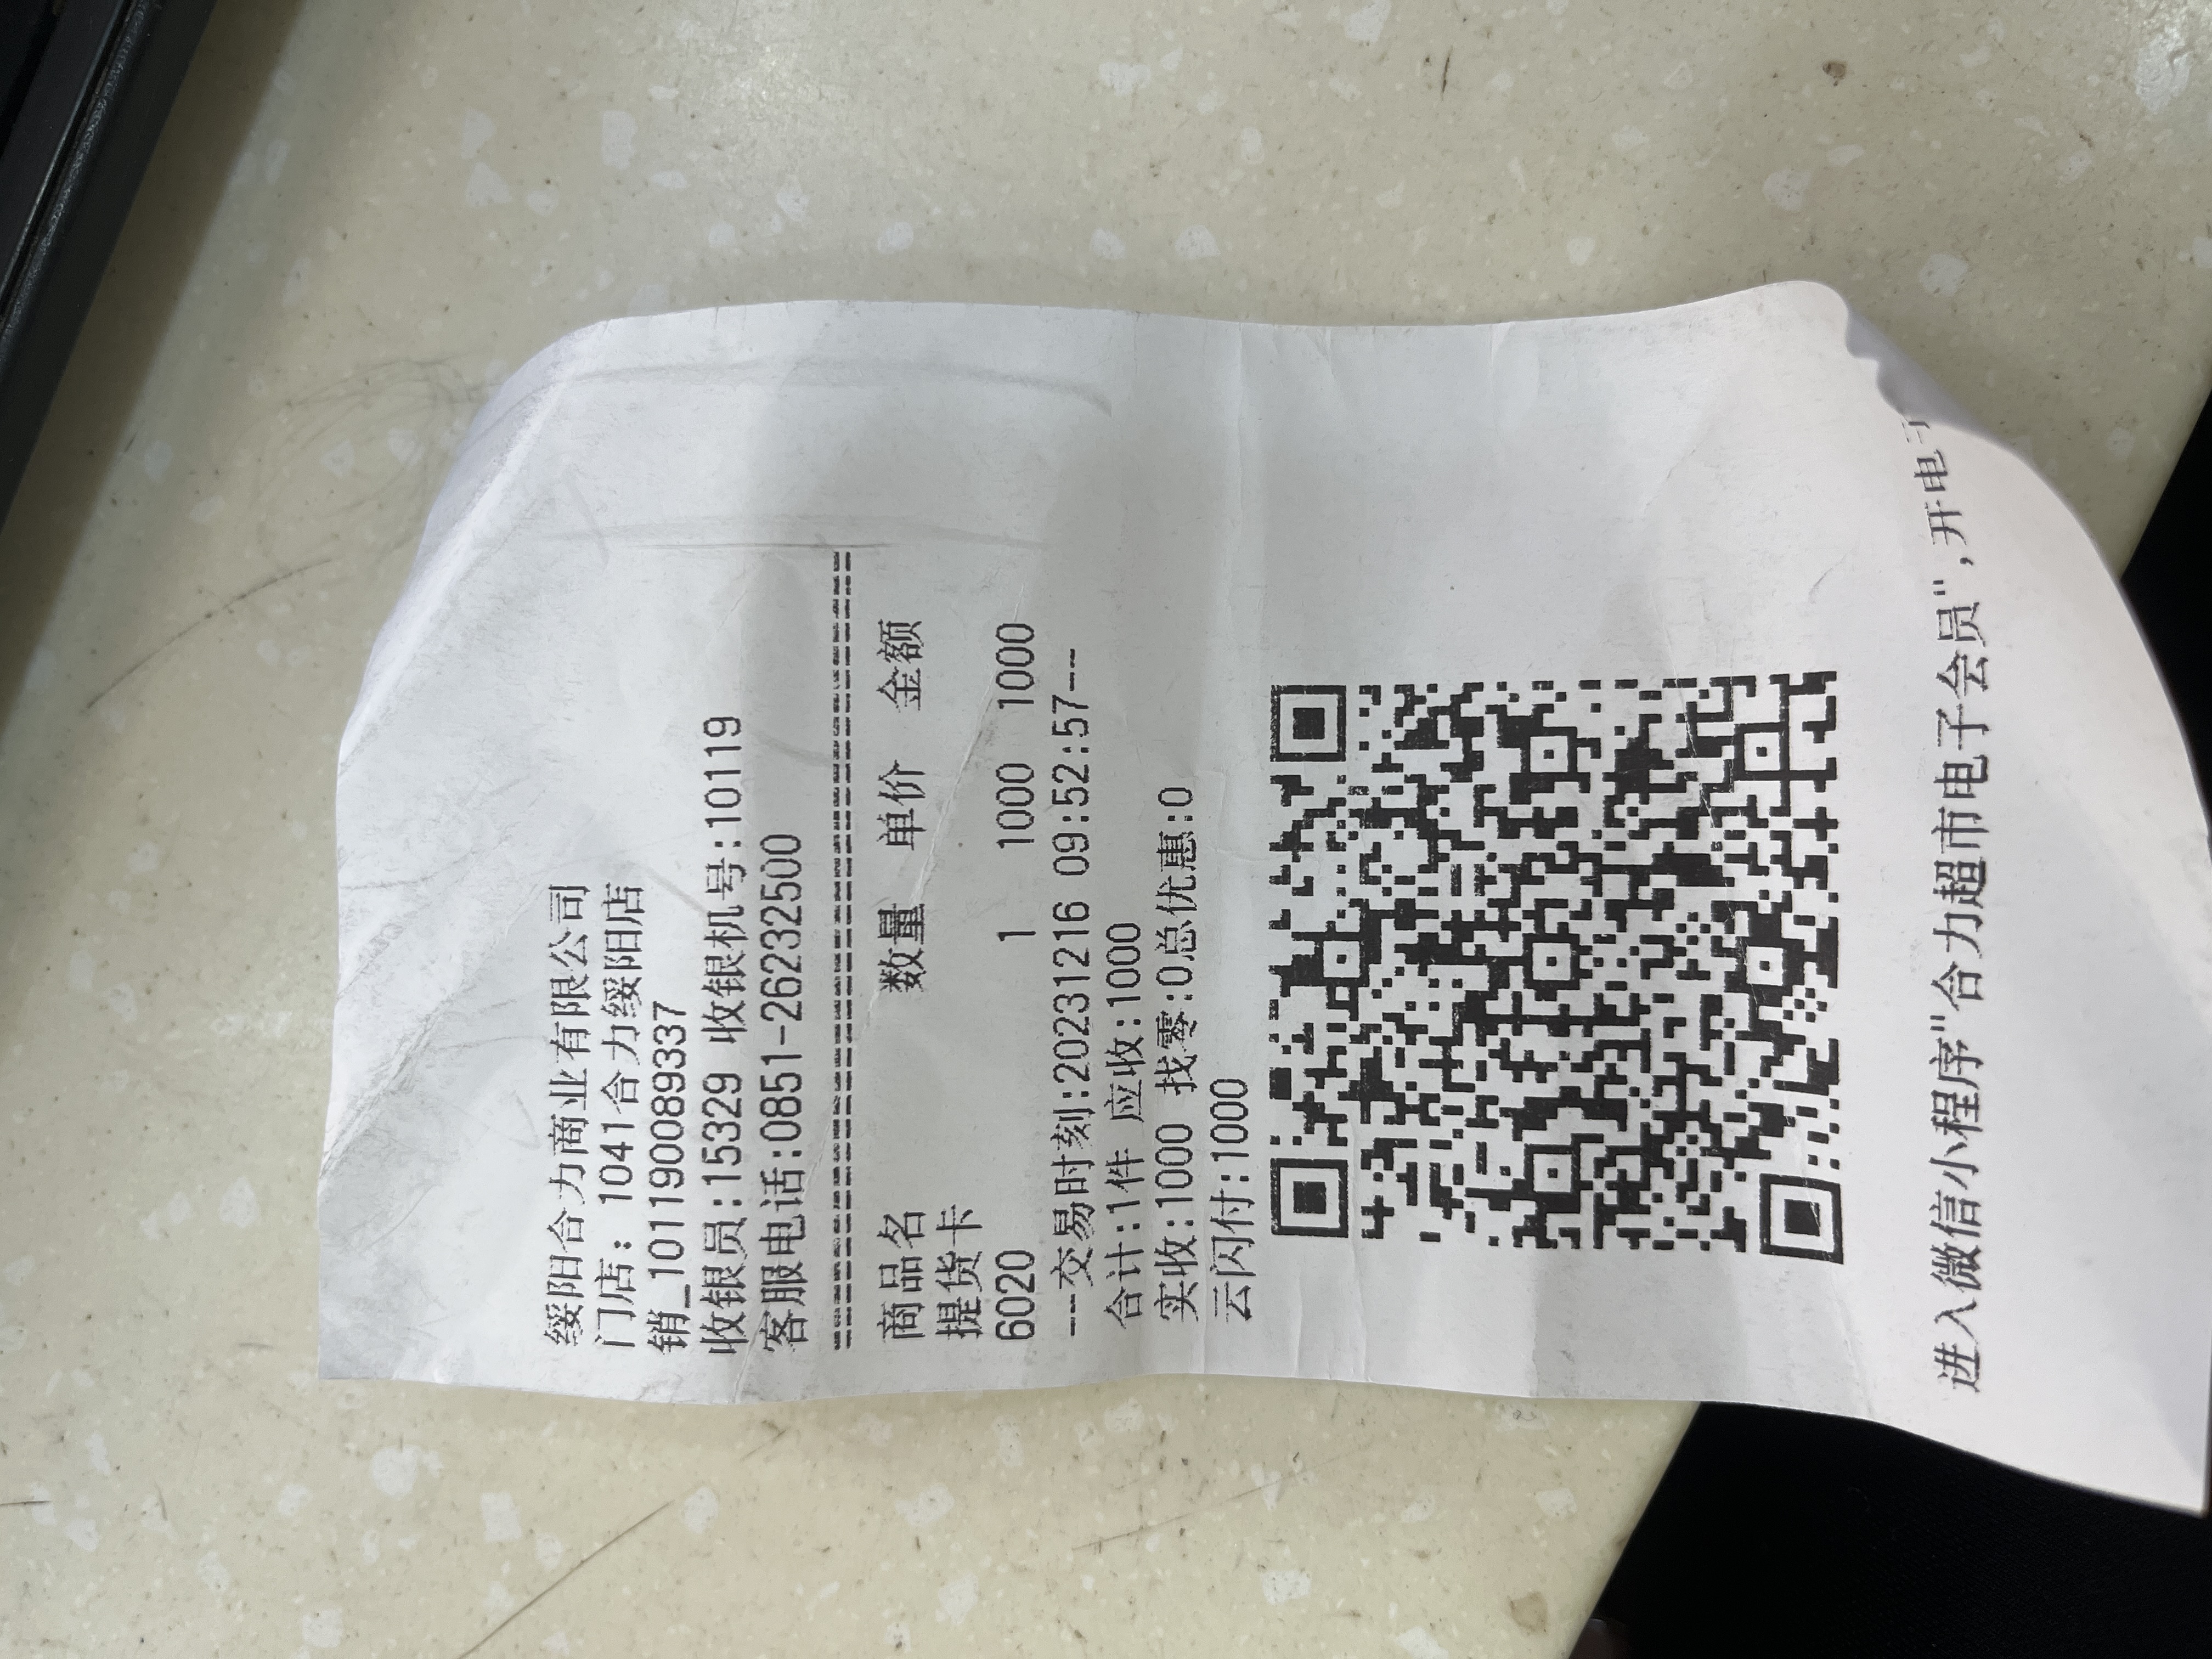 绥阳合力商业有限公司
门店: 1041合力绥阳店
销_1011900089337
收银员:15329 收银机号:10119
客服电话:0851-26232500
================================
商品名 数量 单价 金额
提货卡
6020 1 1000 1000
---交易时刻:20231216 09:52:57--
合计:1件 应收:1000
实收:1000 找零:0总优惠:0
云闪付:1000
进入微信小程序"合力超市电子会员",开电子